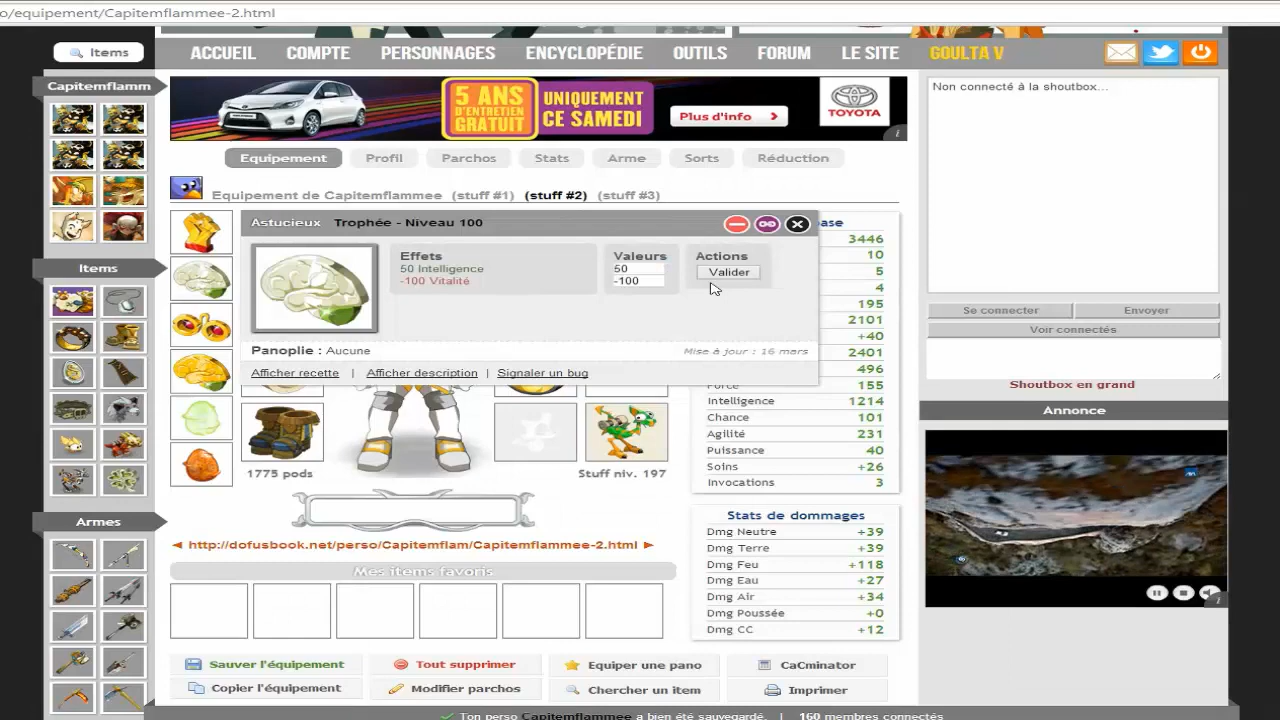 o/equipement/Capitemflammee-2.html
Items
ACCUEIL COMPTE PERSONNAGES ENCYCLOPÉDIE OUTILS FORUM LE SITE GOULTA V
Capitemflamm
5 ANS D'ENTRETIEN GRATUIT
UNIQUEMENT CE SAMEDI
Plus d'info
TOYOTA
Non connecté à la shoutbox...
Equipement Profil Parchos Stats Arme Sorts Réduction
Equipement de Capitemflammee (stuff #1) (stuff #2) (stuff #3)
Astucieux Trophée - Niveau 100
ase
3446
Effets Valeurs Actions
10
50 Intelligence 50 Valider
5
-100 Vitalité -100
4
195
2101
+40
Panoplie : Aucune Mise à jour : 16 mars
2401
Afficher recette | Afficher description | Signaler un bug
496
Force 155
Intelligence 1214
Chance 101
Agilité 231
Puissance 40
Soins +26
Invocations 3
1775 pods
Stuff niv. 197
Stats de dommages
Dmg Neutre +39
Dmg Terre +39
Dmg Feu +118
Dmg Eau +27
Dmg Air +34
Dmg Poussée +0
Dmg CC +12
http://dofusbook.net/perso/Capitemflam/Capitemflammee-2.html
Mes items favoris
Items
Armes
Sauver l'équipement Tout supprimer Equiper une pano CaCminator
Copier l'équipement Modifier parchos Chercher un item Imprimer
Se connecter Envoyer
Voir connectés
Shoutbox en grand
Annonce
Ton perso Capitemflammee a bien été sauvegardé. | 160 membres connectés